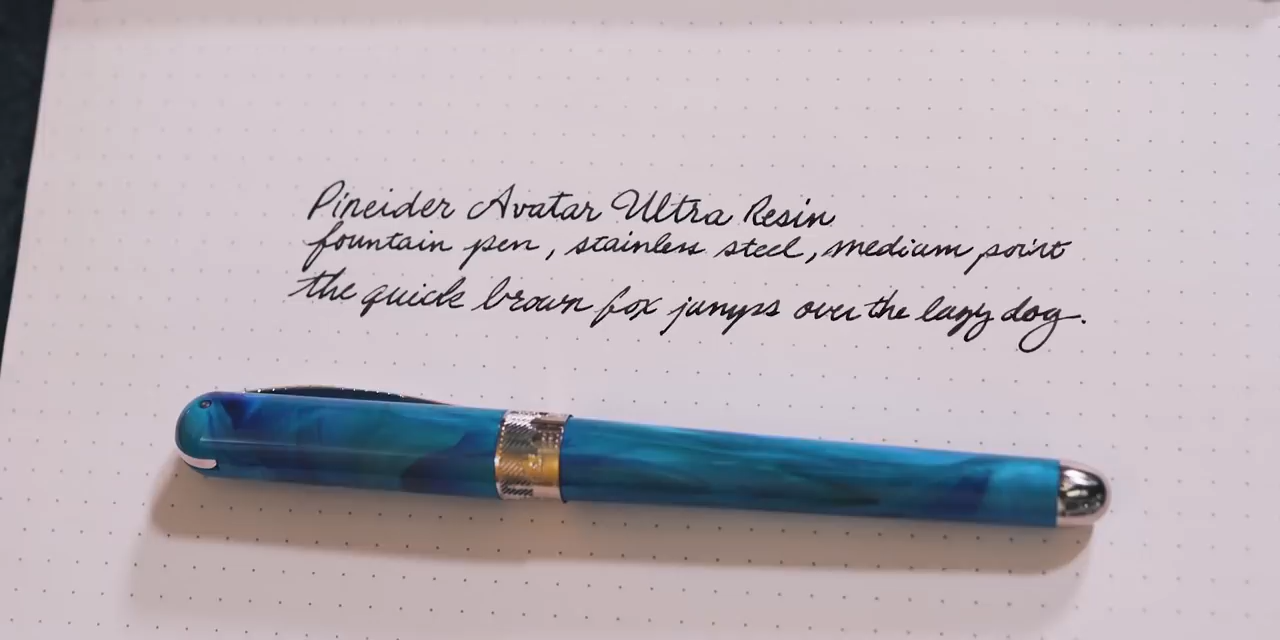 Pineider Avatar Ultra Resin
fountain pen, stainless steel, medium point
the quick brown fox jumps over the lazy dog.